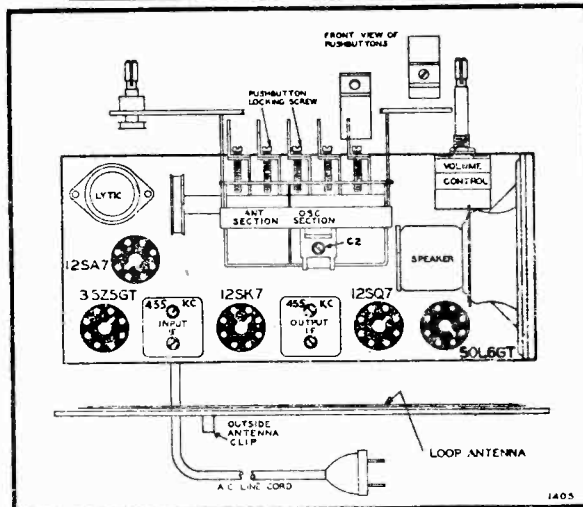 FRONT VIEW OF
PUSHBUTTONS
PUSHBUTTON
LOCKING SCREW
VOLUME
CONTROL
LYTIC
ANT
SECTION
OSC
SECTION
C2
SPEAKER
12SA7
35Z5GT
455 KC
INPUT
IF
12SK7
455 KC
OUTPUT
IF
12SQ7
50L6GT
OUTSIDE
ANTENNA
CLIP
LOOP ANTENNA
A.C. LINE CORD
1405